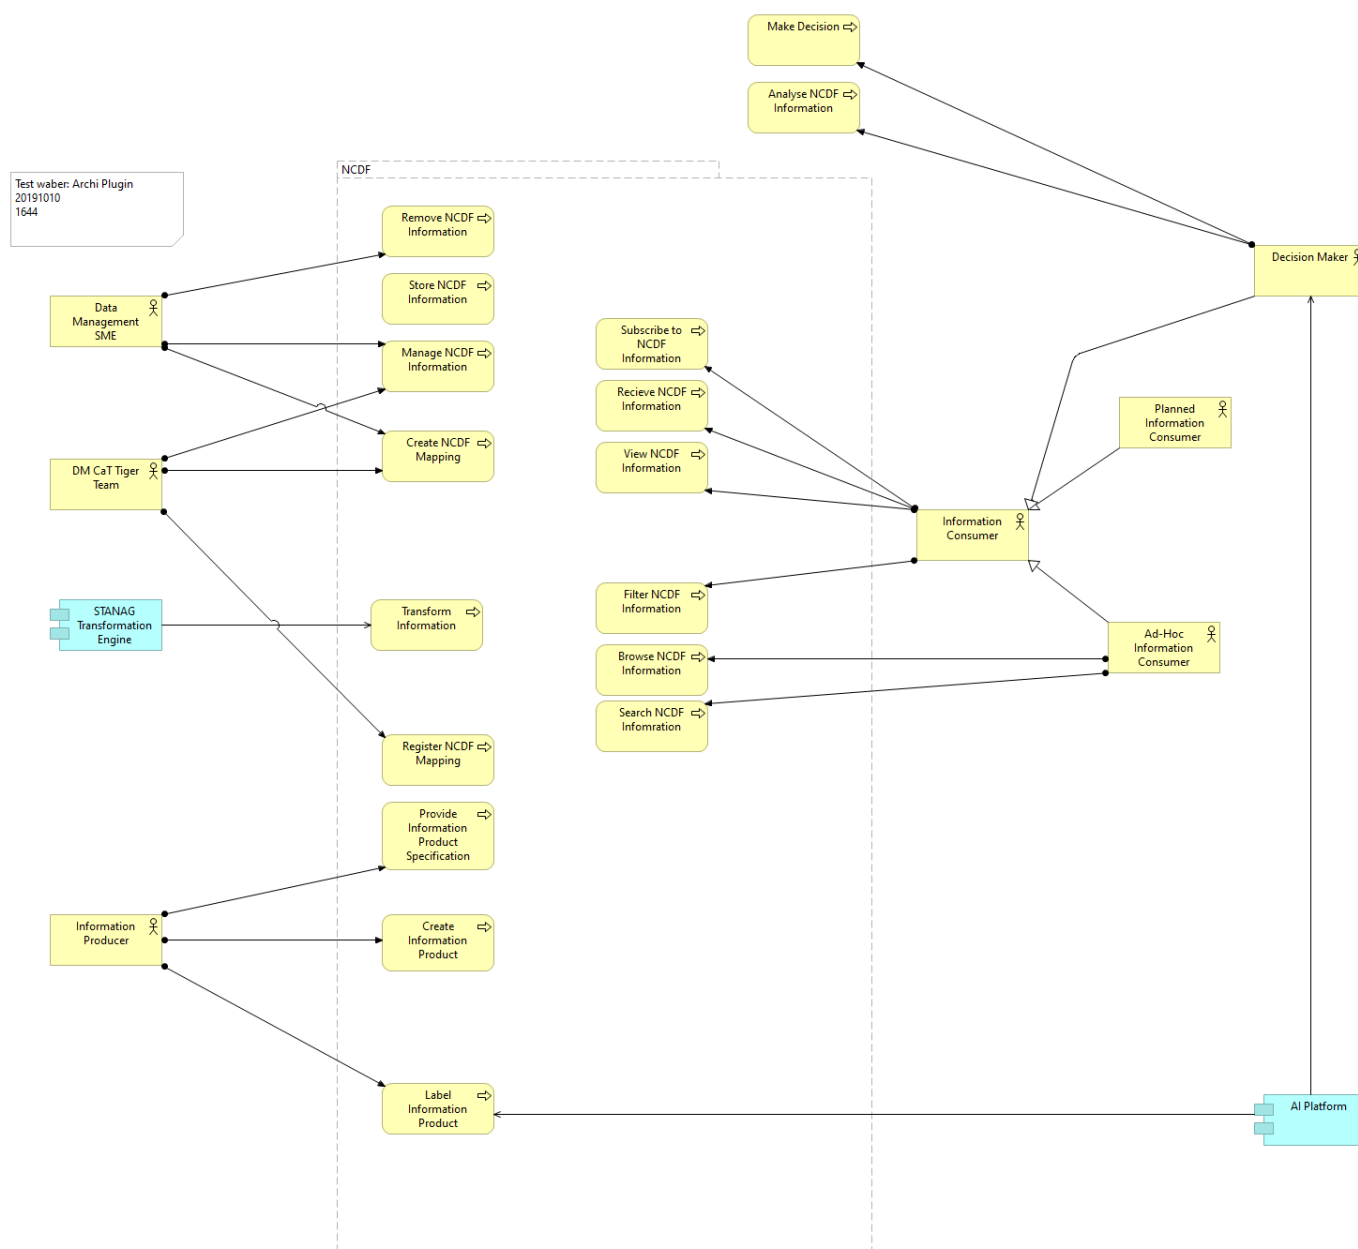 Make Decision
Analyse NCDF
Information
NCDF
Test waber: Archi Plugin
20191010
1644
Remove NCDF
Information
Decision Maker
Store NCDF
Information
Data
Management
SME
Subscribe to
NCDF
Information
Manage NCDF
Information
Recieve NCDF
Information
Planned
Information
Consumer
Create NCDF
Mapping
View NCDF
Information
DM CaT Tiger
Team
Information
Consumer
Filter NCDF
Information
STANAG
Transformation
Engine
Transform
Information
Ad-Hoc
Information
Consumer
Browse NCDF
Information
Search NCDF
Infomration
Register NCDF
Mapping
Provide
Information
Product
Specification
Information
Producer
Create
Information
Product
Label
Information
Product
AI Platform